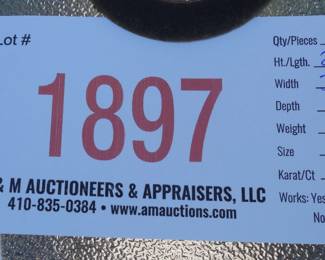 Lot #
1897
& M AUCTIONEERS & APPRAISERS, LLC
410-835-0384 • www.amauctions.com
Qty/Pieces
Ht./Lgth.
Width
Depth
Weight
Size
Karat/Ct
Works: Yes
No